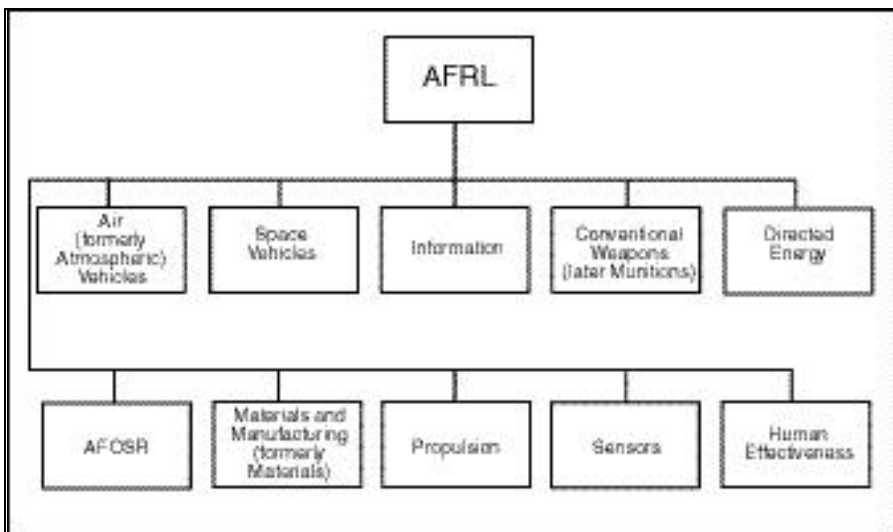 AFRL
Air
(formerly
Atmospheric)
Vehicles
Space
Vehicles
Information
Conventional
Weapons
(later Munitions)
Directed
Energy
AFOSR
Materials and
Manufacturing
(formerly
Materials)
Propulsion
Sensors
Human
Effectiveness